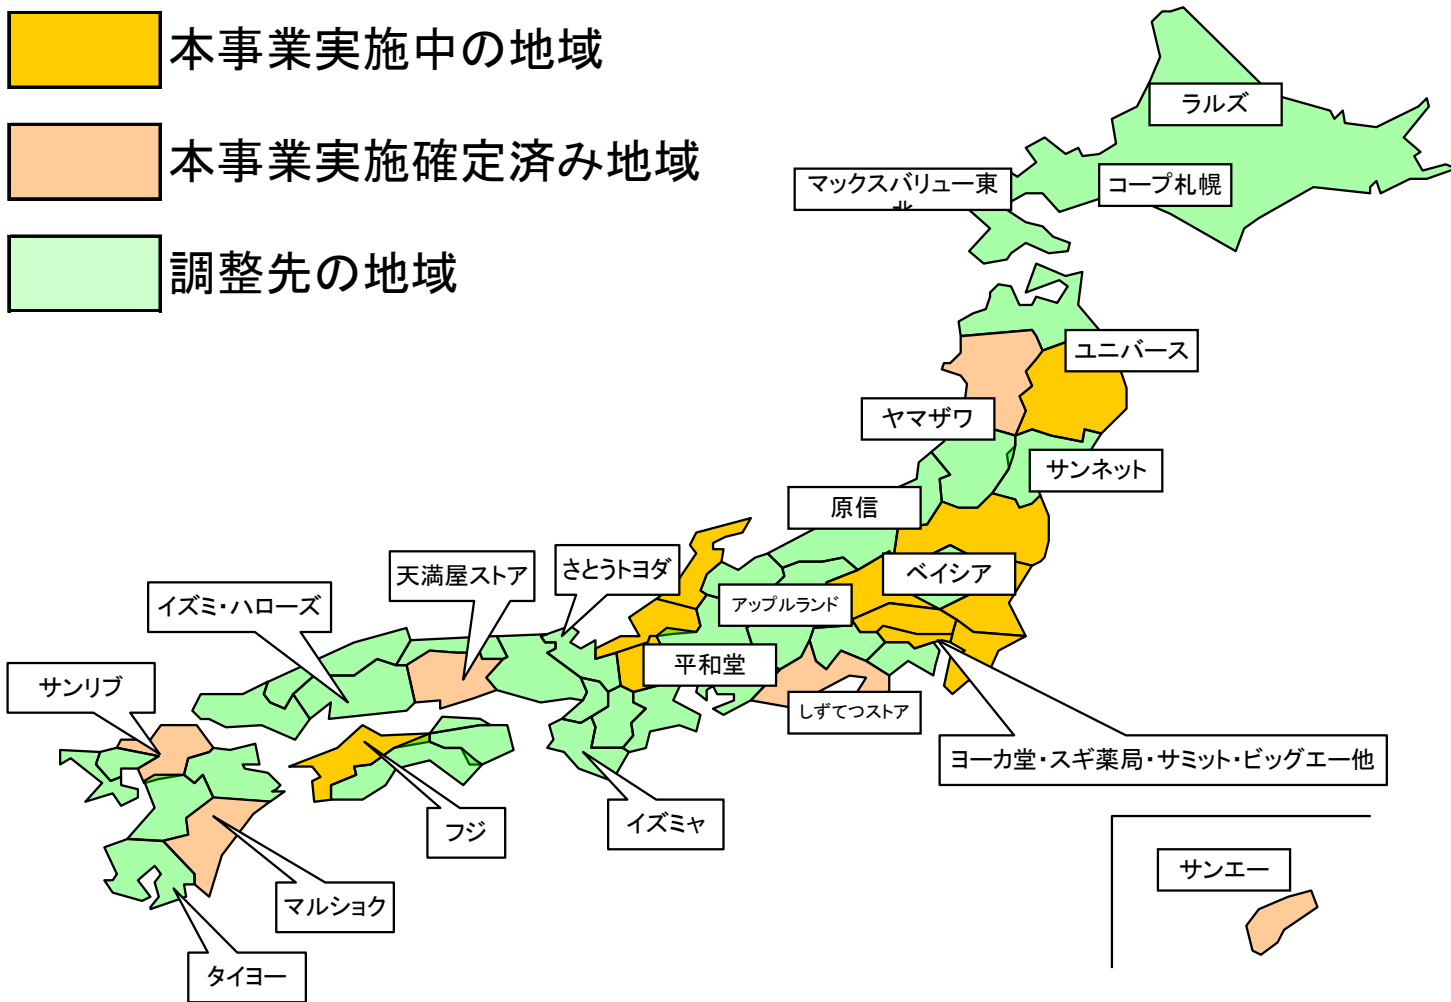 本事業実施中の地域
本事業実施確定済み地域
調整先の地域
ラルズ
マックスバリュー東
北
コープ札幌
ユニバース
ヤマザワ
サンネット
原信
ベイシア
天満屋ストア
さとうトヨダ
イズミ・ハローズ
アップルランド
平和堂
サンリブ
しずてつストア
ヨーカ堂・スギ薬局・サミット・ビッグエー他
フジ
イズミャ
サンエー
マルショク
タイヨー